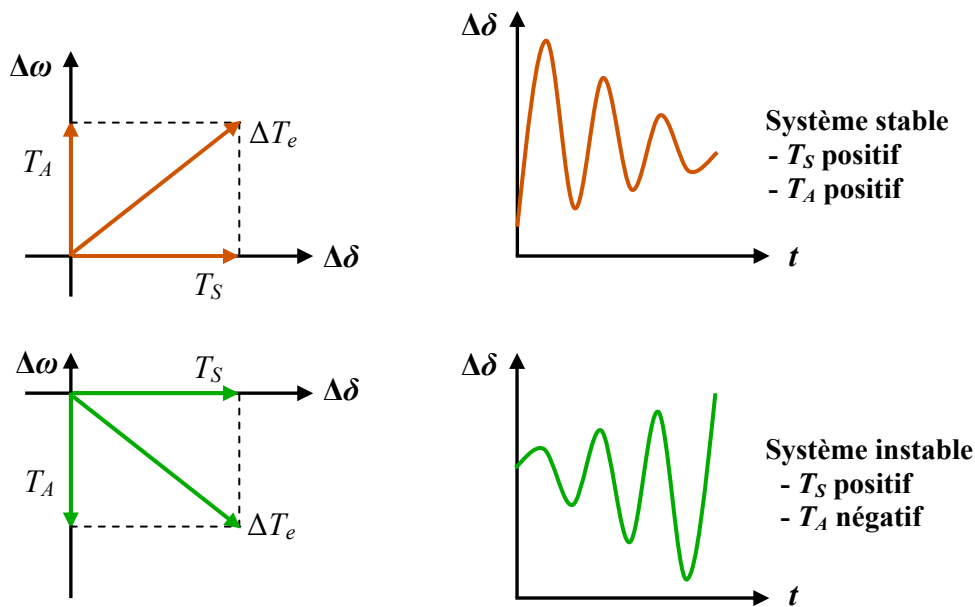 Δω
T_A
ΔT_e
Δδ
T_S
Δδ
t
Système stable
- T_S positif
- T_A positif
Δω
T_S
Δδ
T_A
ΔT_e
Δδ
t
Système instable
- T_S positif
- T_A négatif